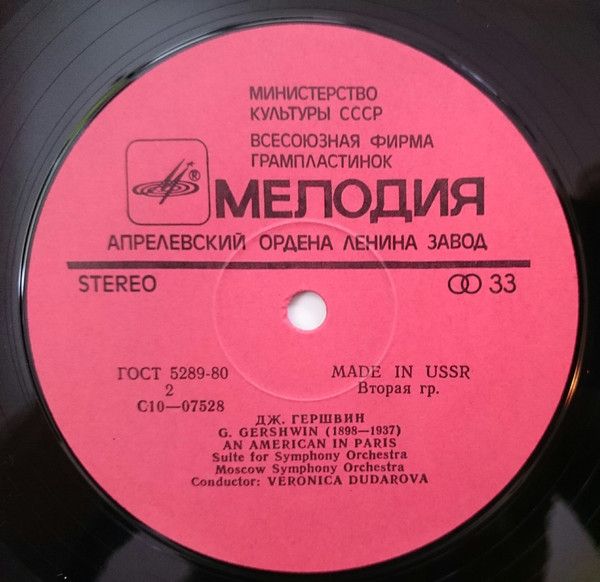 МИНИСТЕРСТВО
КУЛЬТУРЫ СССР
ВСЕСОЮЗНАЯ ФИРМА
ГРАМПЛАСТИНОК
® МЕЛОДИЯ
АПРЕЛЕВСКИЙ ОРДЕНА ЛЕНИНА ЗАВОД
STEREO 33
ГОСТ 5289-80 MADE IN USSR
2 Вторая гр.
С10—07528
ДЖ. ГЕРШВИН
G. GERSHWIN (1898—1937)
AN AMERICAN IN PARIS
Suite for Symphony Orchestra
Moscow Symphony Orchestra
Conductor: VERONICA DUDAROVA